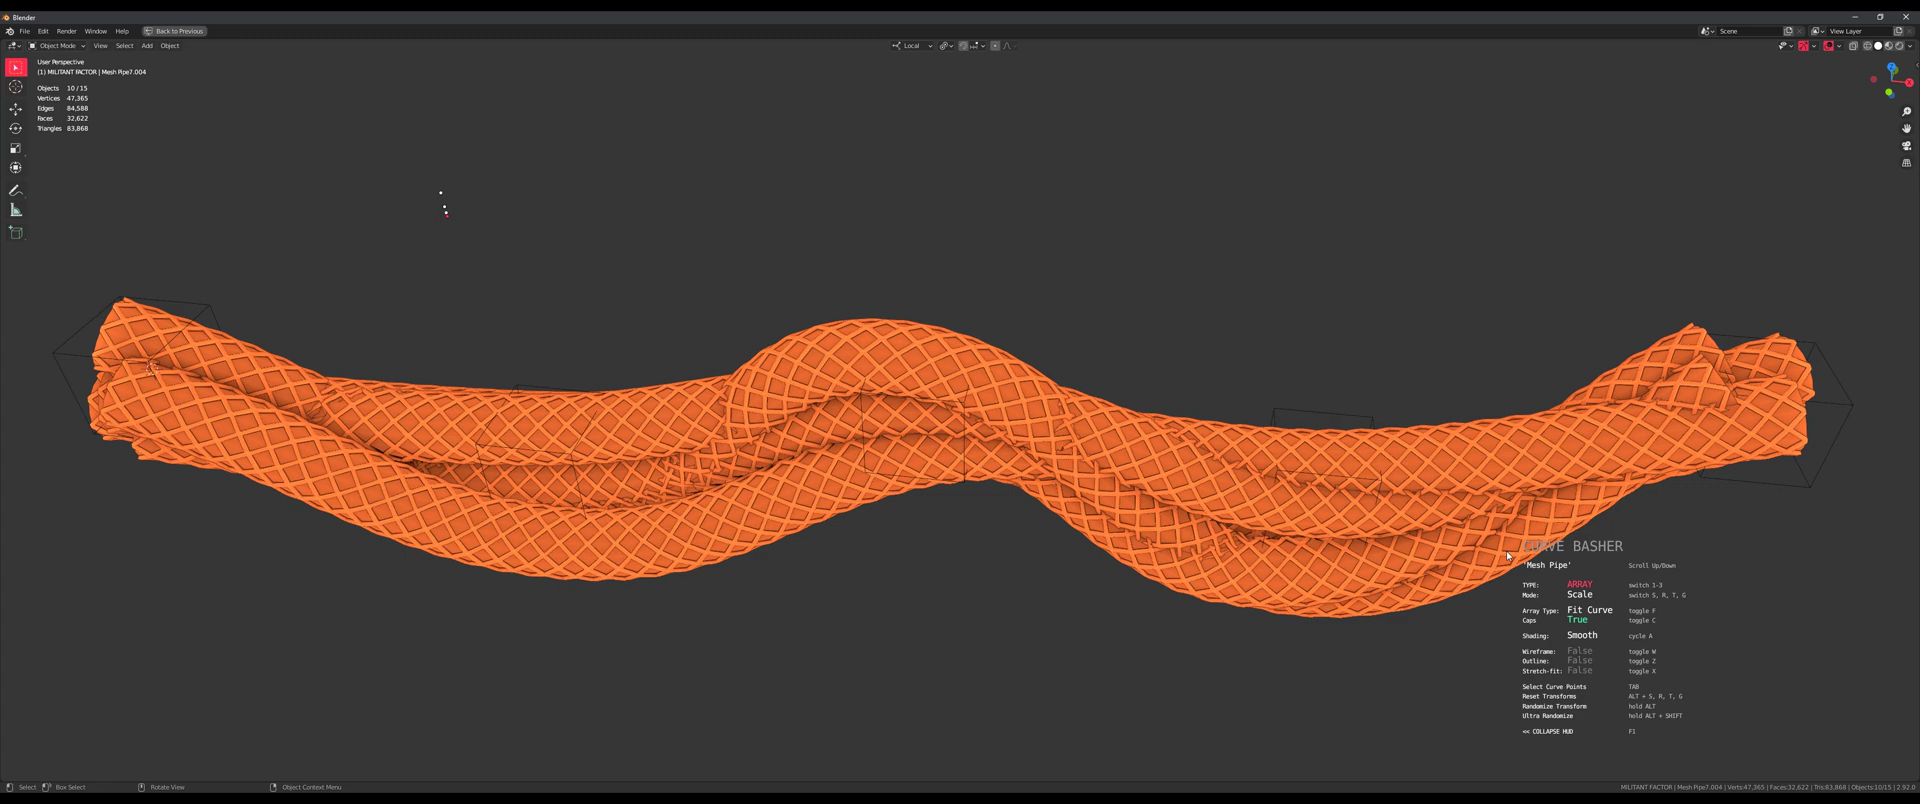 Blender
File Edit Render Window Help Back to Previous Scene View Layer
Object Mode View Select Add Object Local
User Perspective
(1) MILITANT FACTOR | Mesh Pipe7.004
Objects 10/15
Vertices 47,365
Edges 84,588
Faces 32,622
Triangles 83,868
X
Z
CURVE BASHER
'Mesh Pipe' Scroll Up/Down
TYPE: ARRAY switch 1-3
Mode: Scale switch S, R, T, G
Array Type: Fit Curve toggle F
Caps True toggle C
Shading: Smooth cycle A
Wireframe: False toggle W
Outline: False toggle Z
Stretch-fit: False toggle X
Select Curve Points TAB
Reset Transforms ALT + S, R, T, G
Randomize Transform hold ALT
Ultra Randomize hold ALT + SHIFT
<< COLLAPSE HUD F1
Select Box Select Rotate View Object Context Menu MILITANT FACTOR | Mesh Pipe7.004 | Verts:47,365 | Faces:32,622 | Tris:83,868 | Objects:10/15 | 2.92.0